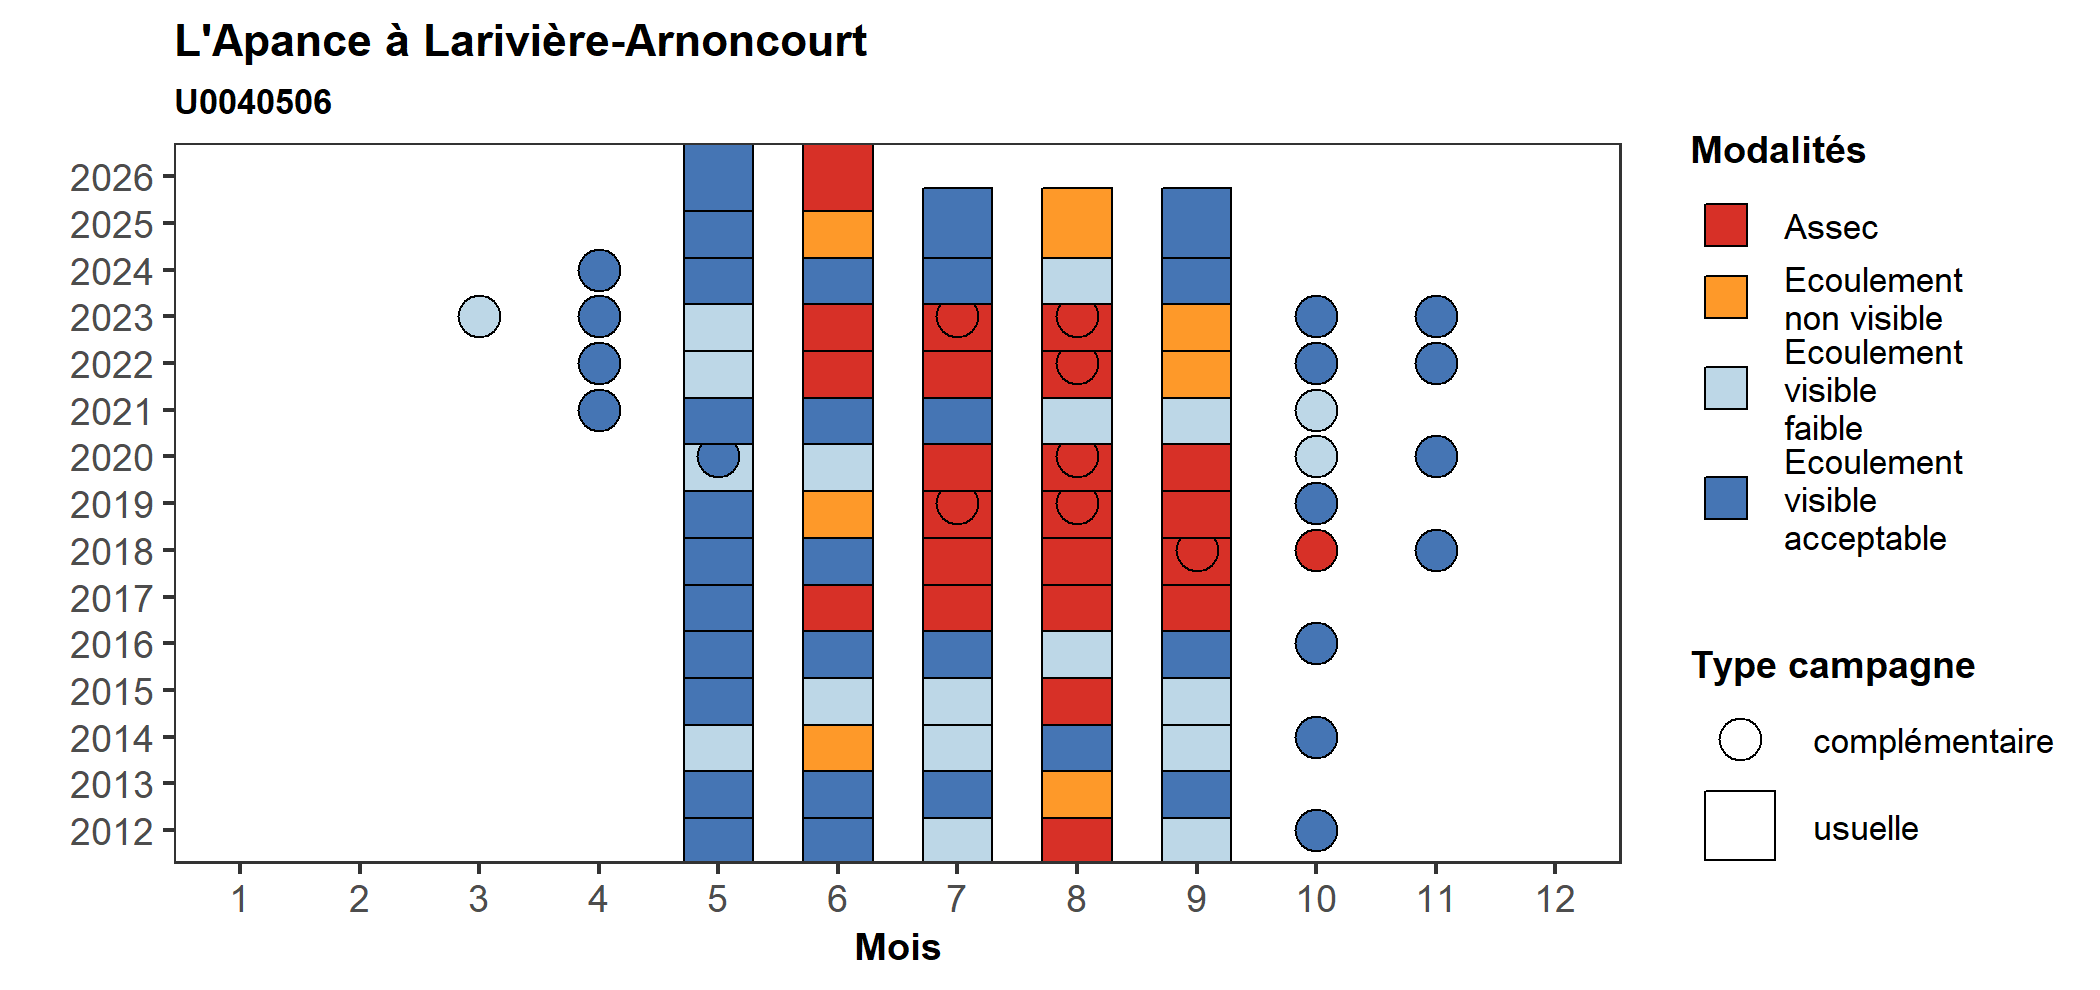 L'Apance à Larivière-Arnoncourt
U0040506
2026
2025
2024
2023
2022
2021
2020
2019
2018
2017
2016
2015
2014
2013
2012
1 2 3 4 5 6 7 8 9 10 11 12
Mois
Modalités
Assec
Ecoulement
non visible
Ecoulement
visible
faible
Ecoulement
visible
acceptable
Type campagne
complémentaire
usuelle